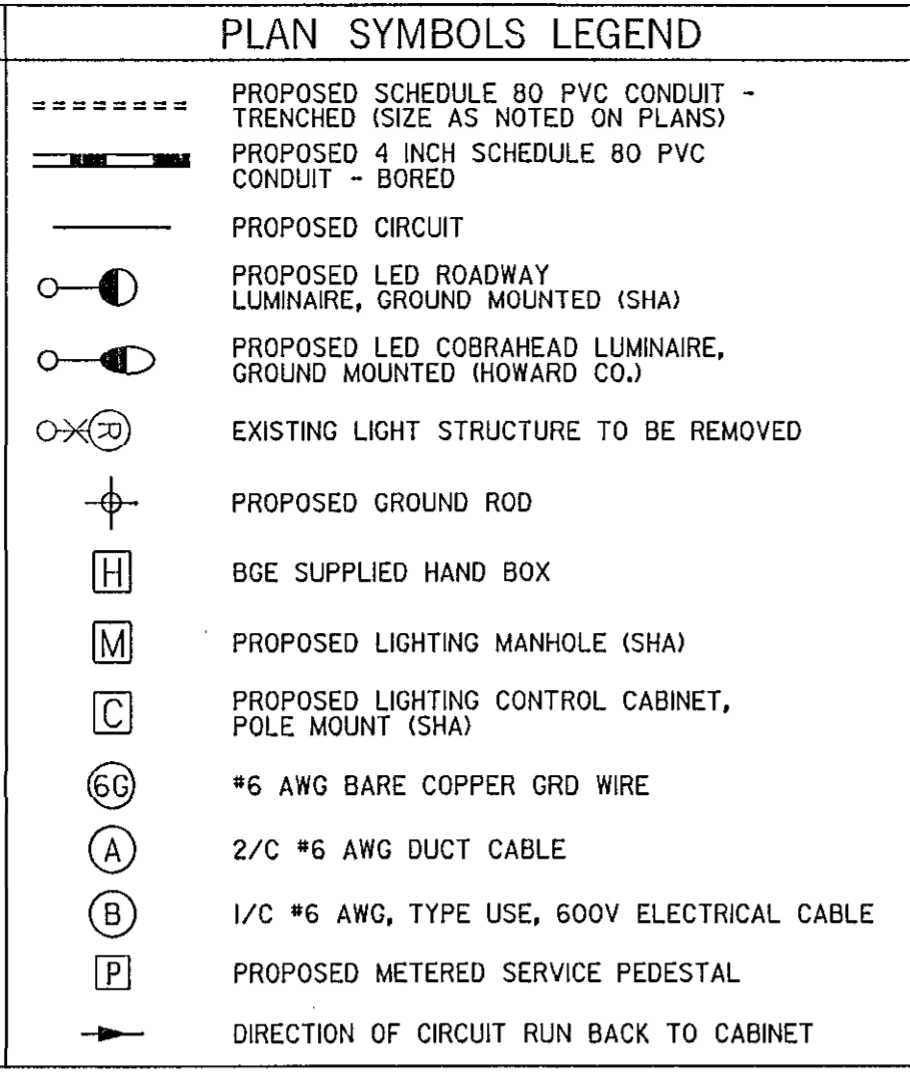 PLAN SYMBOLS LEGEND
PROPOSED SCHEDULE 80 PVC CONDUIT -
TRENCHED (SIZE AS NOTED ON PLANS)
PROPOSED 4 INCH SCHEDULE 80 PVC
CONDUIT - BORED
PROPOSED CIRCUIT
PROPOSED LED ROADWAY
LUMINAIRE, GROUND MOUNTED (SHA)
PROPOSED LED COBRAHEAD LUMINAIRE,
GROUND MOUNTED (HOWARD CO.)
R EXISTING LIGHT STRUCTURE TO BE REMOVED
PROPOSED GROUND ROD
H BGE SUPPLIED HAND BOX
M PROPOSED LIGHTING MANHOLE (SHA)
C PROPOSED LIGHTING CONTROL CABINET,
POLE MOUNT (SHA)
6G #6 AWG BARE COPPER GRD WIRE
A 2/C #6 AWG DUCT CABLE
B 1/C #6 AWG, TYPE USE, 600V ELECTRICAL CABLE
P PROPOSED METERED SERVICE PEDESTAL
DIRECTION OF CIRCUIT RUN BACK TO CABINET